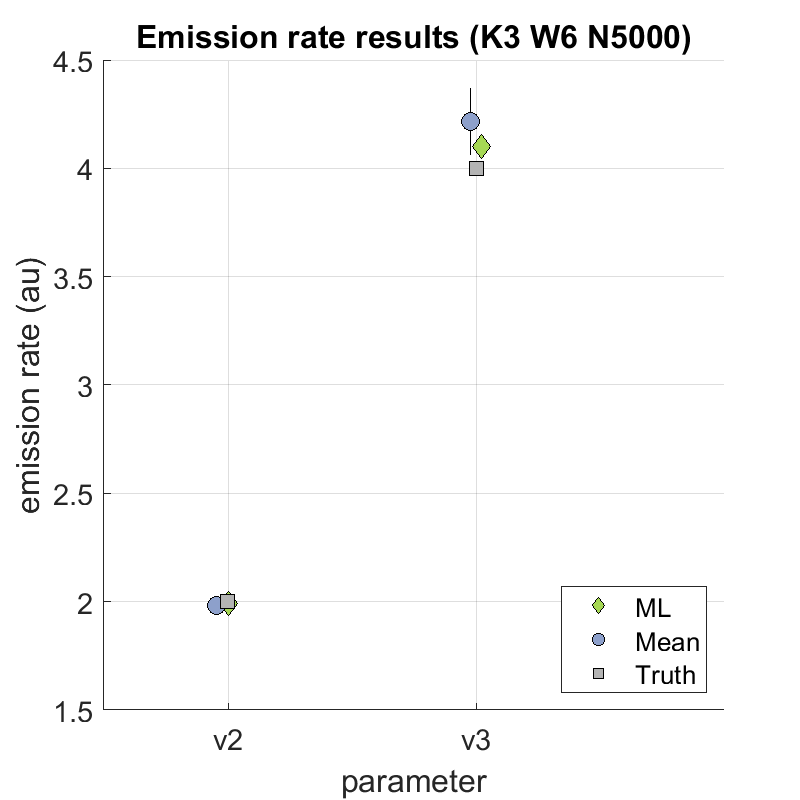 Emission rate results (K3 W6 N5000)
4.5
4
3.5
3
2.5
2
1.5
emission rate (au)
v2
v3
parameter
ML
Mean
Truth